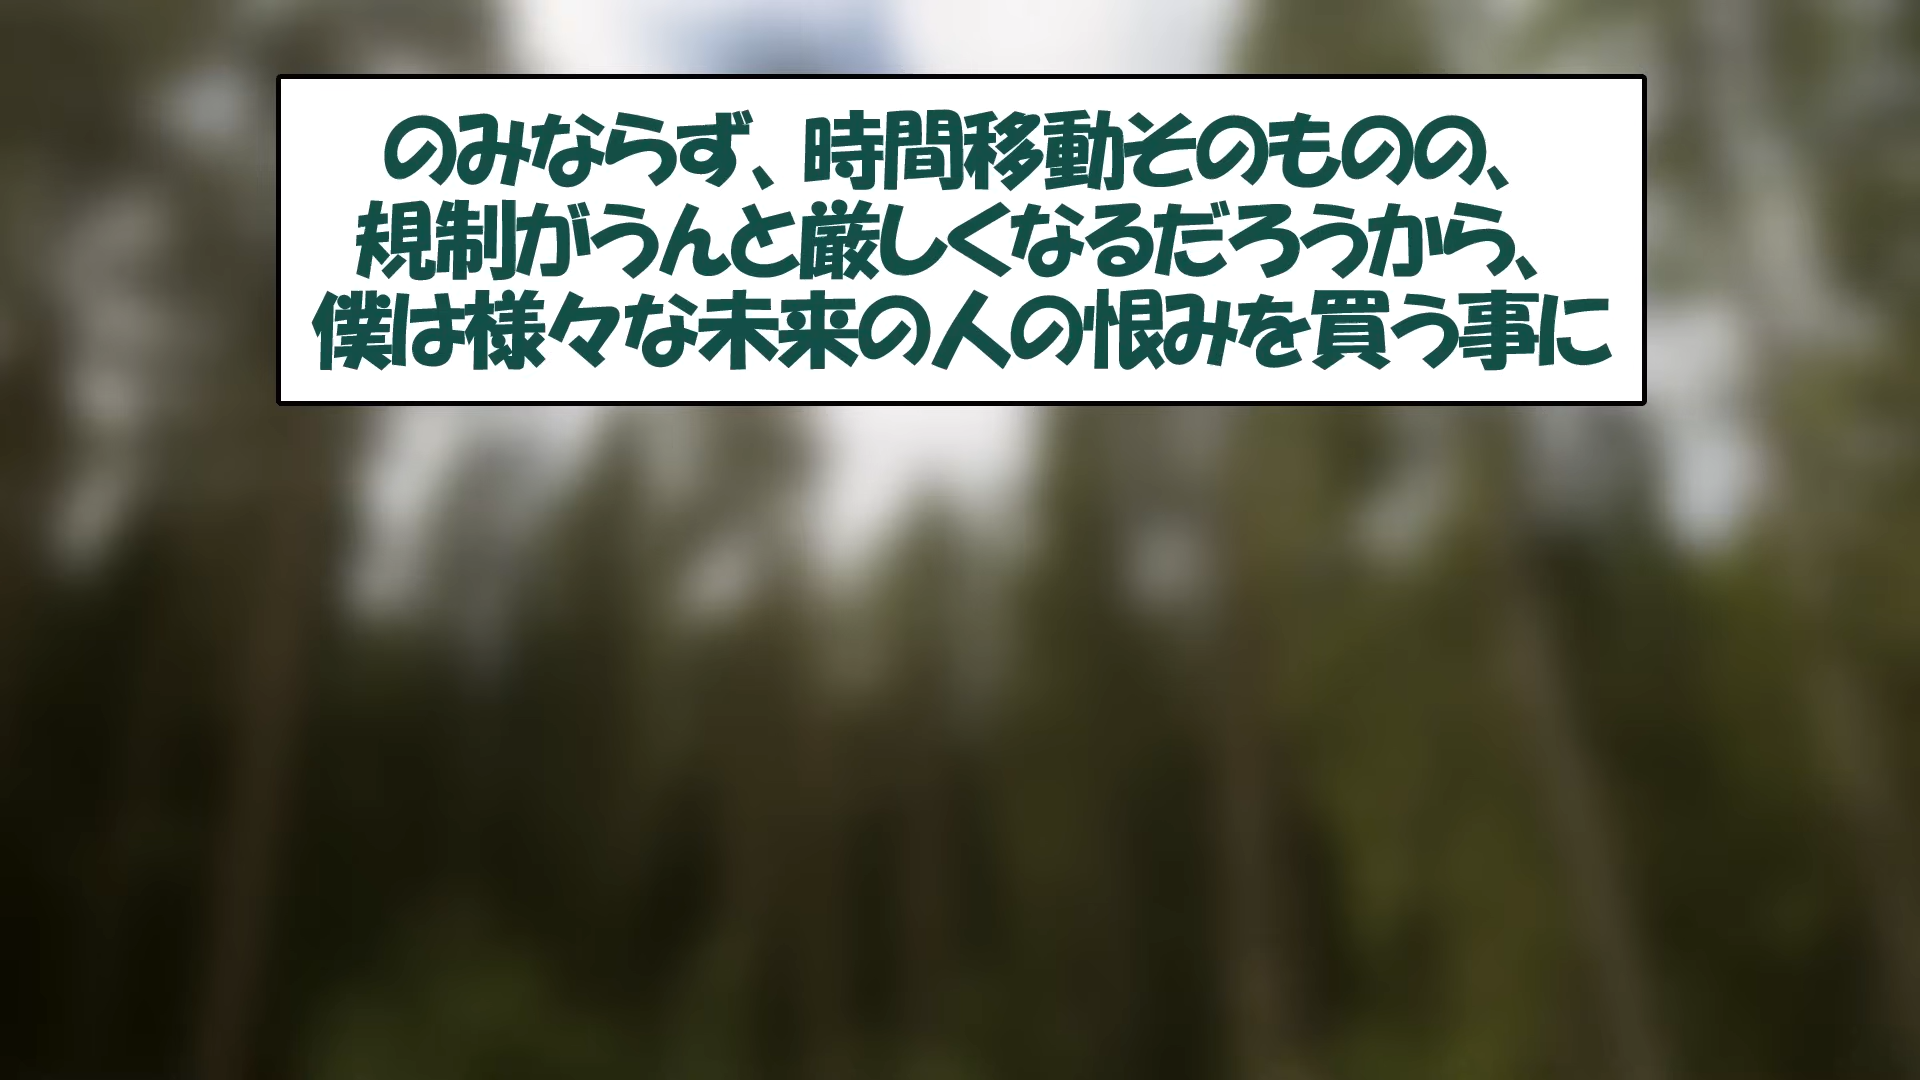 のみならず、時間移動そのものの、
規制がうんと厳しくなるだろうから、
僕は様々な未来の人の恨みを買う事に